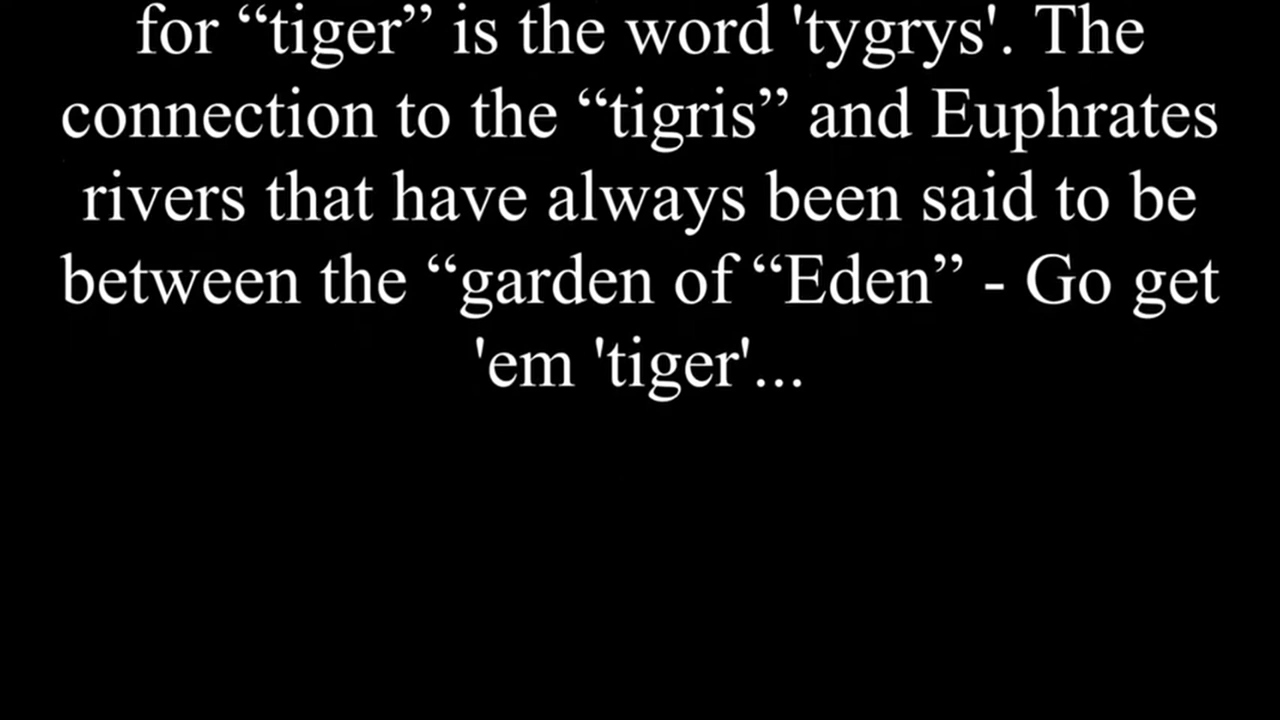 for “tiger” is the word 'tygrys'. The
connection to the “tigris” and Euphrates
rivers that have always been said to be
between the “garden of “Eden” - Go get
'em 'tiger'...